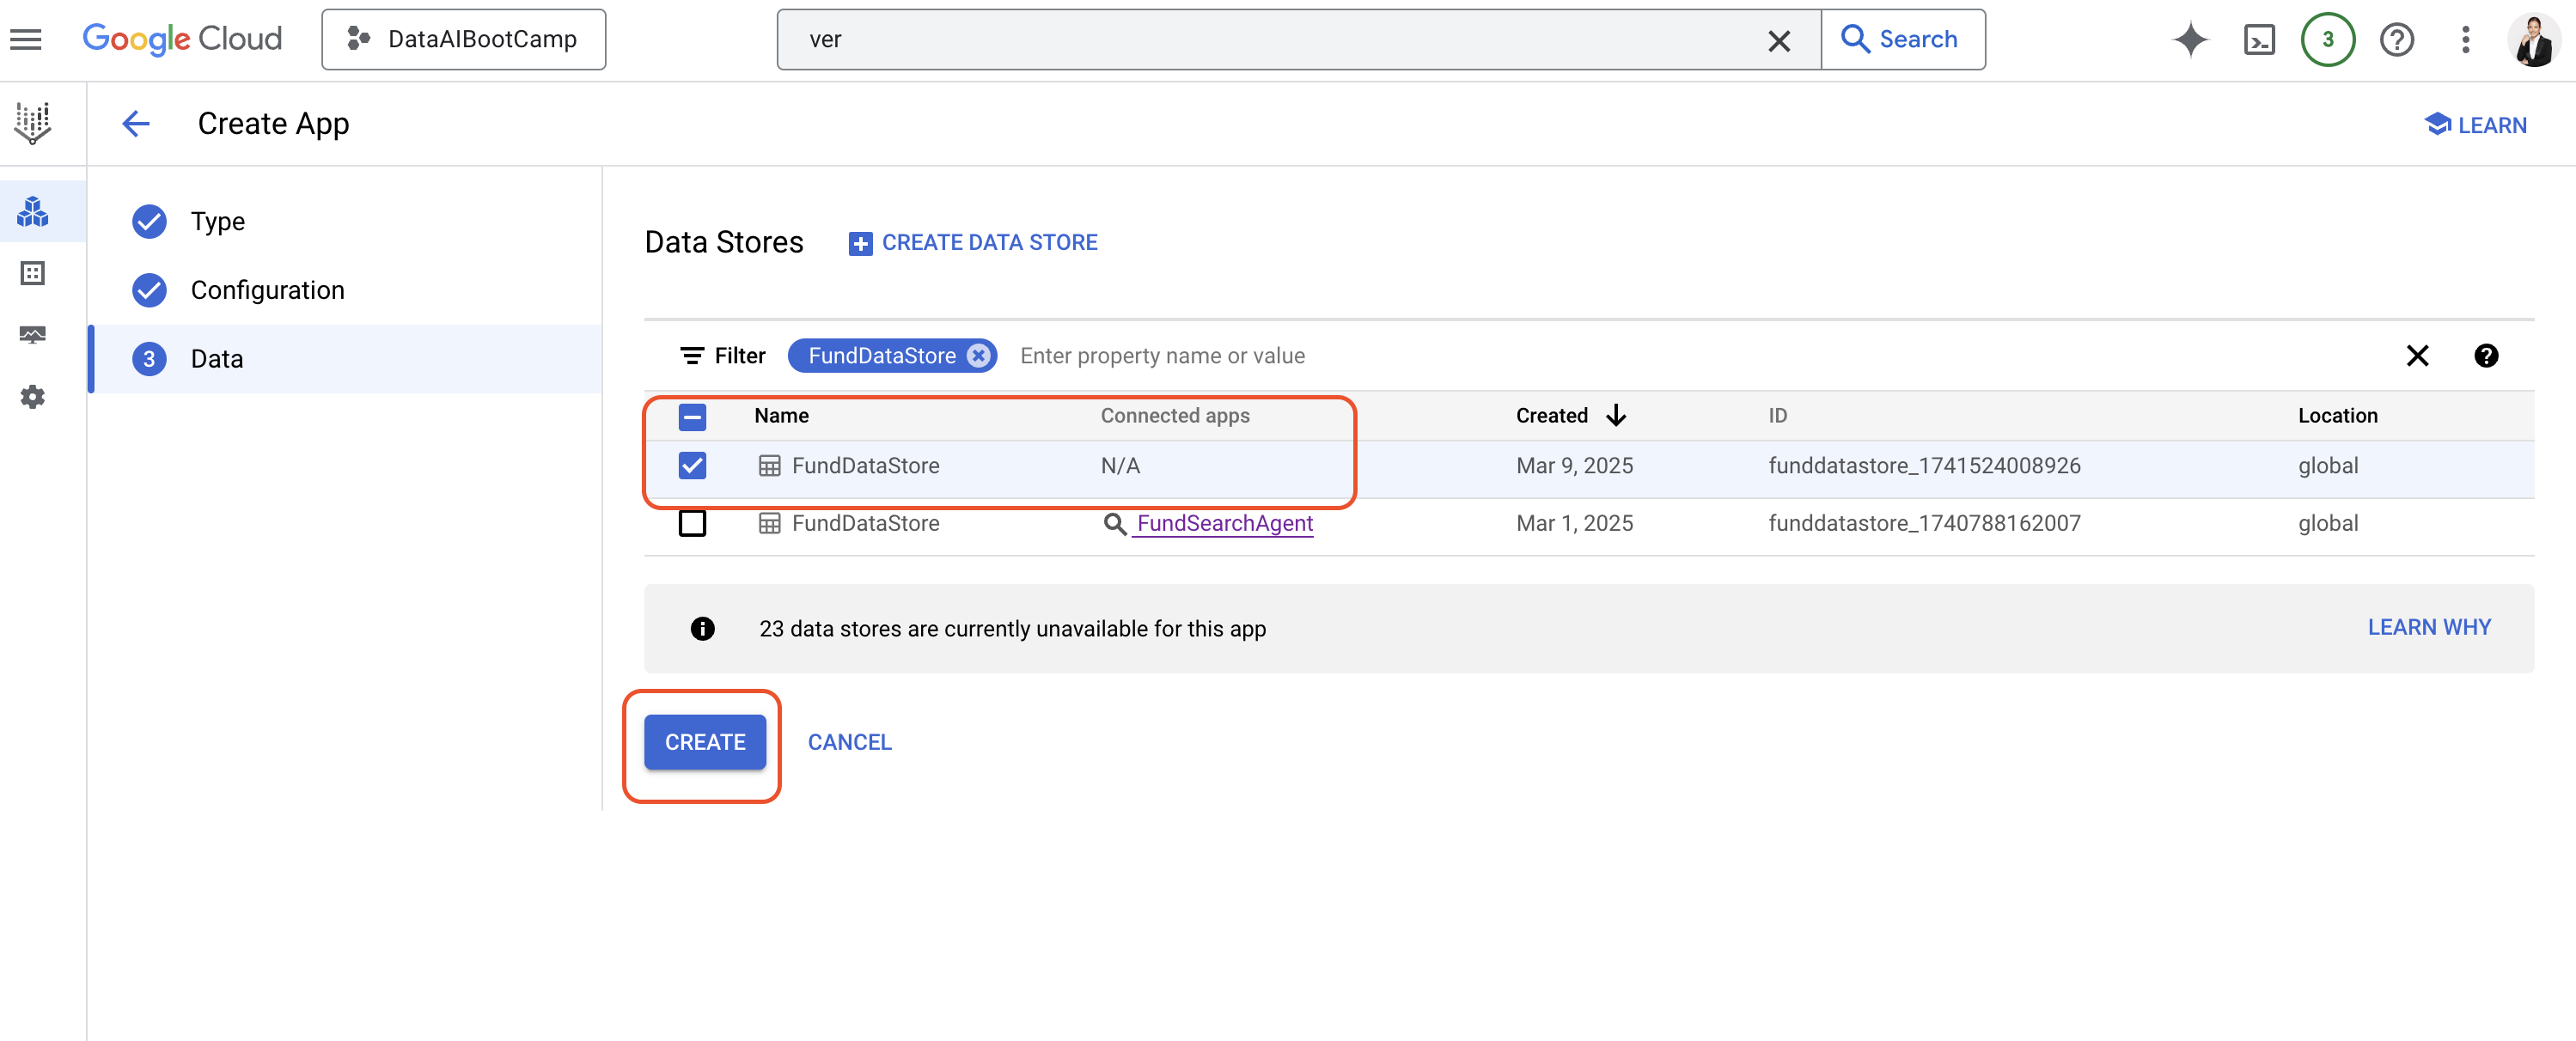 Google Cloud DataAIBootCamp ver Search 3
Create App LEARN
Type
Configuration
3 Data
Data Stores CREATE DATA STORE
Filter FundDataStore Enter property name or value
Name Connected apps Created ID Location
FundDataStore N/A Mar 9, 2025 funddatastore_1741524008926 global
FundDataStore FundSearchAgent Mar 1, 2025 funddatastore_1740788162007 global
23 data stores are currently unavailable for this app LEARN WHY
CREATE CANCEL